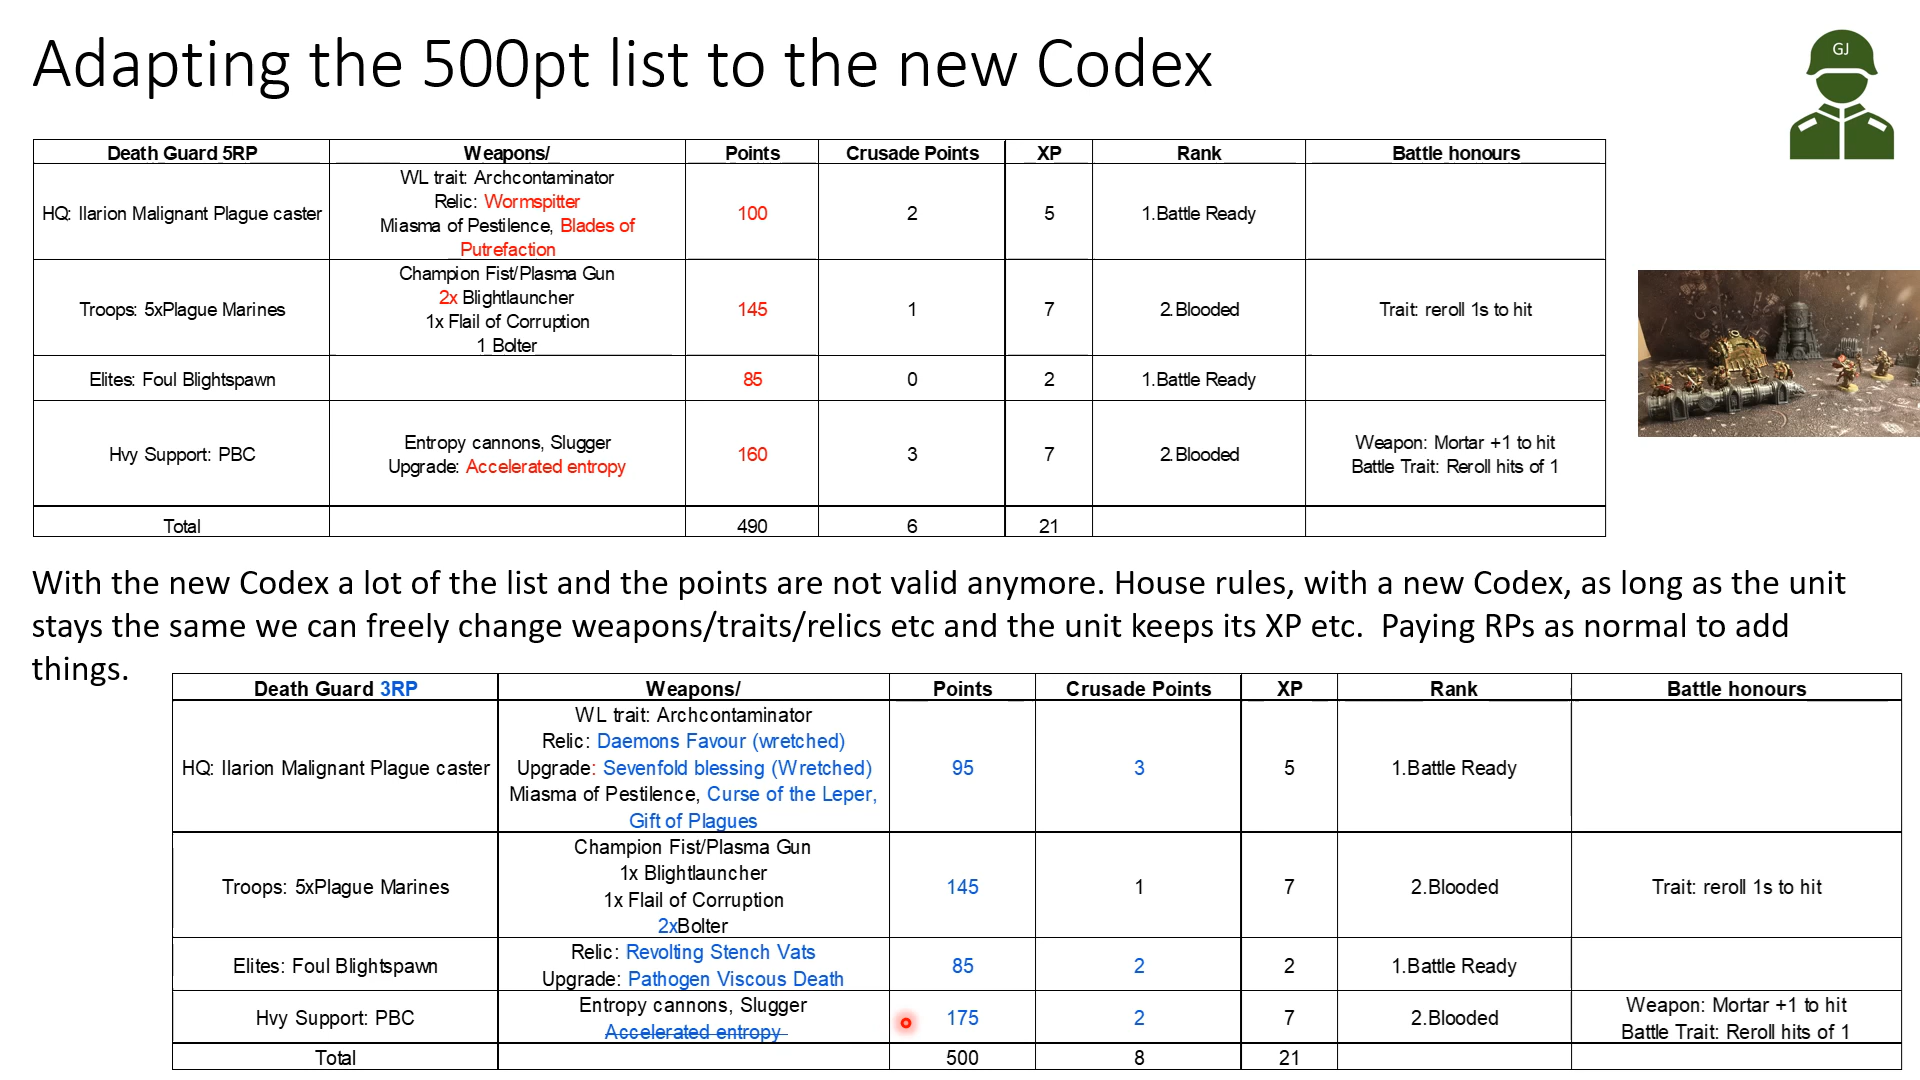 Adapting the 500pt list to the new Codex
GJ
Death Guard 5RP Weapons/ Points Crusade Points XP Rank Battle honours
WL trait: Archcontaminator
Relic: Wormspitter
HQ: Ilarion Malignant Plague caster 100 2 5 1.Battle Ready
Miasma of Pestilence, Blades of
Putrefaction
Champion Fist/Plasma Gun
2x Blightlauncher
Troops: 5xPlague Marines 145 1 7 2.Blooded Trait: reroll 1s to hit
1x Flail of Corruption
1 Bolter
Elites: Foul Blightspawn 85 0 2 1.Battle Ready
Entropy cannons, Slugger Weapon: Mortar +1 to hit
Hvy Support: PBC 160 3 7 2.Blooded
Upgrade: Accelerated entropy Battle Trait: Reroll hits of 1
Total 490 6 21
With the new Codex a lot of the list and the points are not valid anymore. House rules, with a new Codex, as long as the unit
stays the same we can freely change weapons/traits/relics etc and the unit keeps its XP etc. Paying RPs as normal to add
things.
Death Guard 3RP Weapons/ Points Crusade Points XP Rank Battle honours
WL trait: Archcontaminator
Relic: Daemons Favour (wretched)
HQ: Ilarion Malignant Plague caster Upgrade: Sevenfold blessing (Wretched) 95 3 5 1.Battle Ready
Miasma of Pestilence, Curse of the Leper,
Gift of Plagues
Champion Fist/Plasma Gun
1x Blightlauncher
Troops: 5xPlague Marines 145 1 7 2.Blooded Trait: reroll 1s to hit
1x Flail of Corruption
2xBolter
Relic: Revolting Stench Vats
Elites: Foul Blightspawn 85 2 2 1.Battle Ready
Upgrade: Pathogen Viscous Death
Entropy cannons, Slugger Weapon: Mortar +1 to hit
Hvy Support: PBC 175 2 7 2.Blooded
Accelerated entropy Battle Trait: Reroll hits of 1
Total 500 8 21